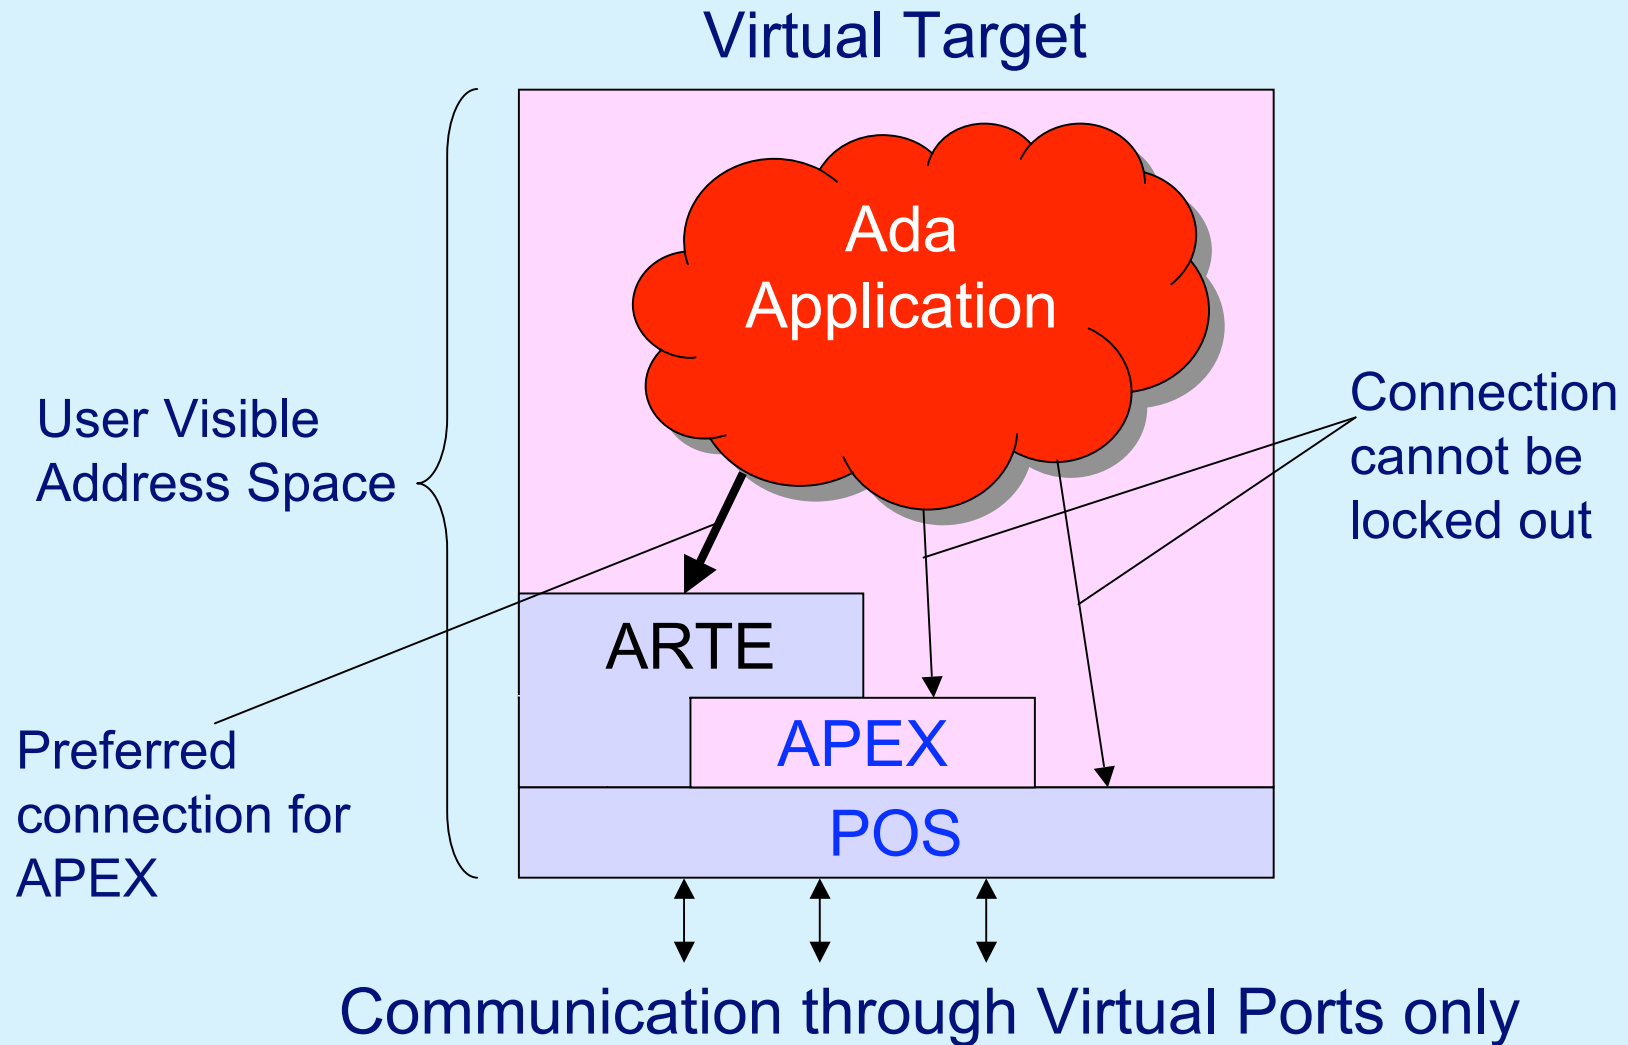 Virtual Target
Ada
Application
User Visible
Address Space
Connection
cannot be
locked out
ARTE
APEX
POS
Preferred
connection for
APEX
Communication through Virtual Ports only